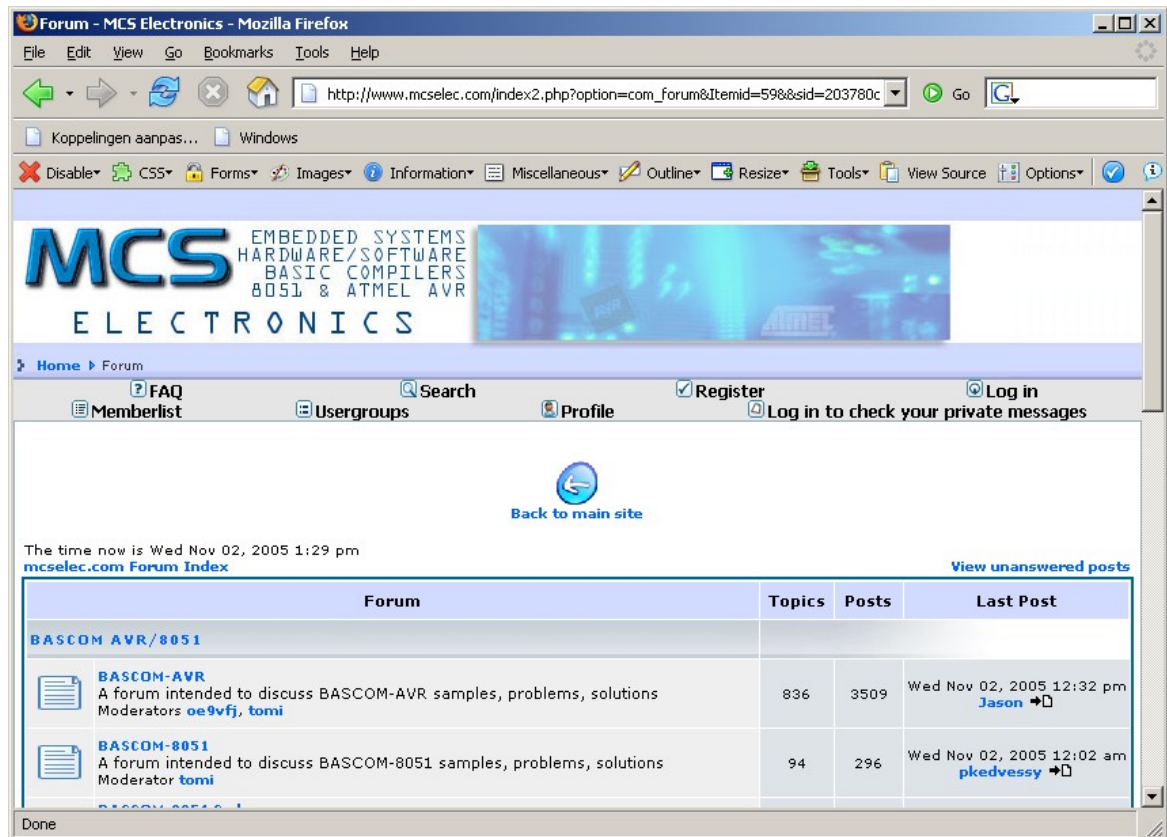 Forum - MCS Electronics - Mozilla Firefox
File Edit View Go Bookmarks Tools Help
http://www.mcselec.com/index2.php?option=com_forum&Itemid=59&&sid=203780c Go G
Koppelingen aanpas... Windows
Disable CSS Forms Images Information Miscellaneous Outline Resize Tools View Source Options
MCS
EMBEDDED SYSTEMS
HARDWARE/SOFTWARE
BASIC COMPILERS
8051 & ATMEL AVR
ELECTRONICS
AVR
ATMEL
Home Forum
FAQ Search Register Log in
Memberlist Usergroups Profile Log in to check your private messages
Back to main site
The time now is Wed Nov 02, 2005 1:29 pm
mcselec.com Forum Index View unanswered posts
Forum Topics Posts Last Post
BASCOM AVR/8051
BASCOM-AVR
A forum intended to discuss BASCOM-AVR samples, problems, solutions
Moderators oe9vfj, tomi
836 3509 Wed Nov 02, 2005 12:32 pm
Jason
BASCOM-8051
A forum intended to discuss BASCOM-8051 samples, problems, solutions
Moderator tomi
94 296 Wed Nov 02, 2005 12:02 am
pkedvessy
Done